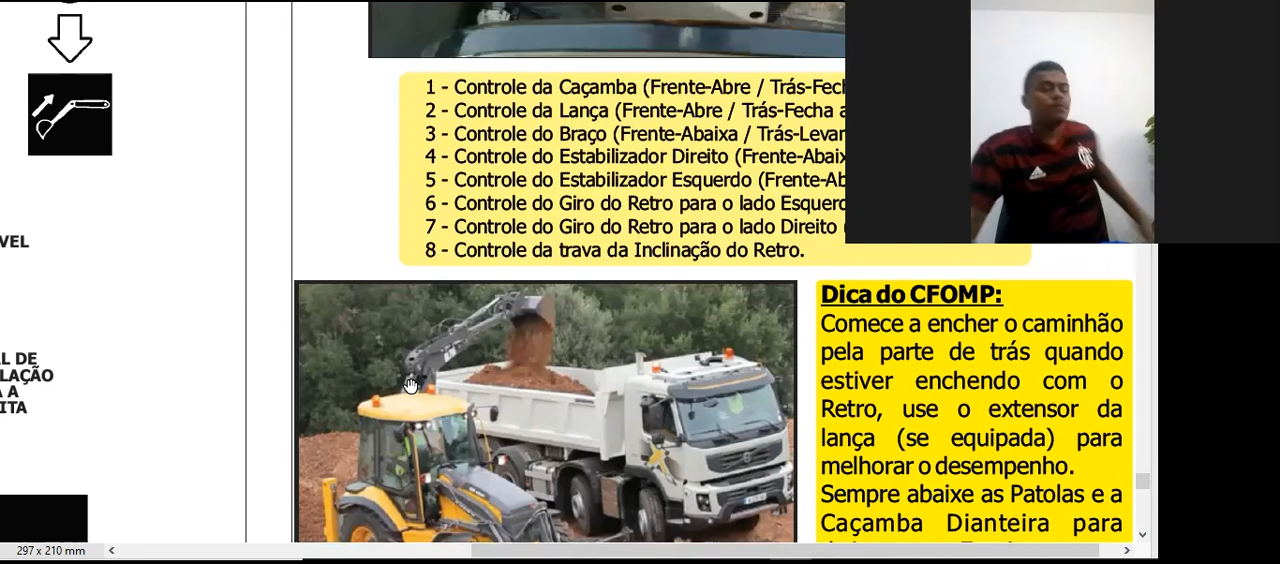 VEL
L DE
LAÇÃO
A A
ITA
1 - Controle da Caçamba (Frente-Abre / Trás-Fech
2 - Controle da Lança (Frente-Abre / Trás-Fecha a
3 - Controle do Braço (Frente-Abaixa / Trás-Levan
4 - Controle do Estabilizador Direito (Frente-Abaix
5 - Controle do Estabilizador Esquerdo (Frente-Ab
6 - Controle do Giro do Retro para o lado Esquerd
7 - Controle do Giro do Retro para o lado Direito
8 - Controle da trava da Inclinação do Retro.
Dica do CFOMP:
Comece a encher o caminhão
pela parte de trás quando
estiver enchendo com o
Retro, use o extensor da
lança (se equipada) para
melhorar o desempenho.
Sempre abaixe as Patolas e a
Caçamba Dianteira para
297 x 210 mm